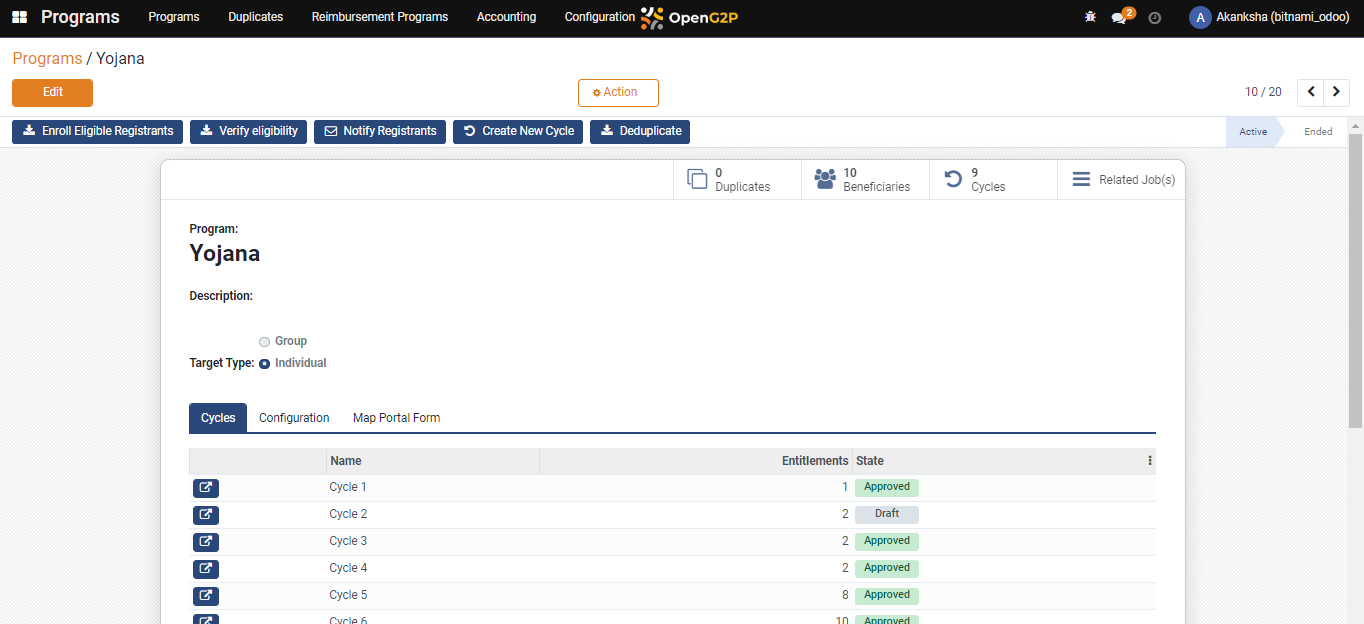 Programs Programs Duplicates Reimbursement Programs Accounting Configuration OpenG2P 2 A Akanksha (bitnami_odoo)
Programs / Yojana
Edit Action 10 / 20
Enroll Eligible Registrants Verify eligibility Notify Registrants Create New Cycle Deduplicate Active Ended
0 Duplicates
10 Beneficiaries
9 Cycles
Related Job(s)
Program:
Yojana
Description:
Group
Target Type: Individual
Cycles Configuration Map Portal Form
Name Entitlements State
Cycle 1 1 Approved
Cycle 2 2 Draft
Cycle 3 2 Approved
Cycle 4 2 Approved
Cycle 5 8 Approved
Cycle 6 10 Approved